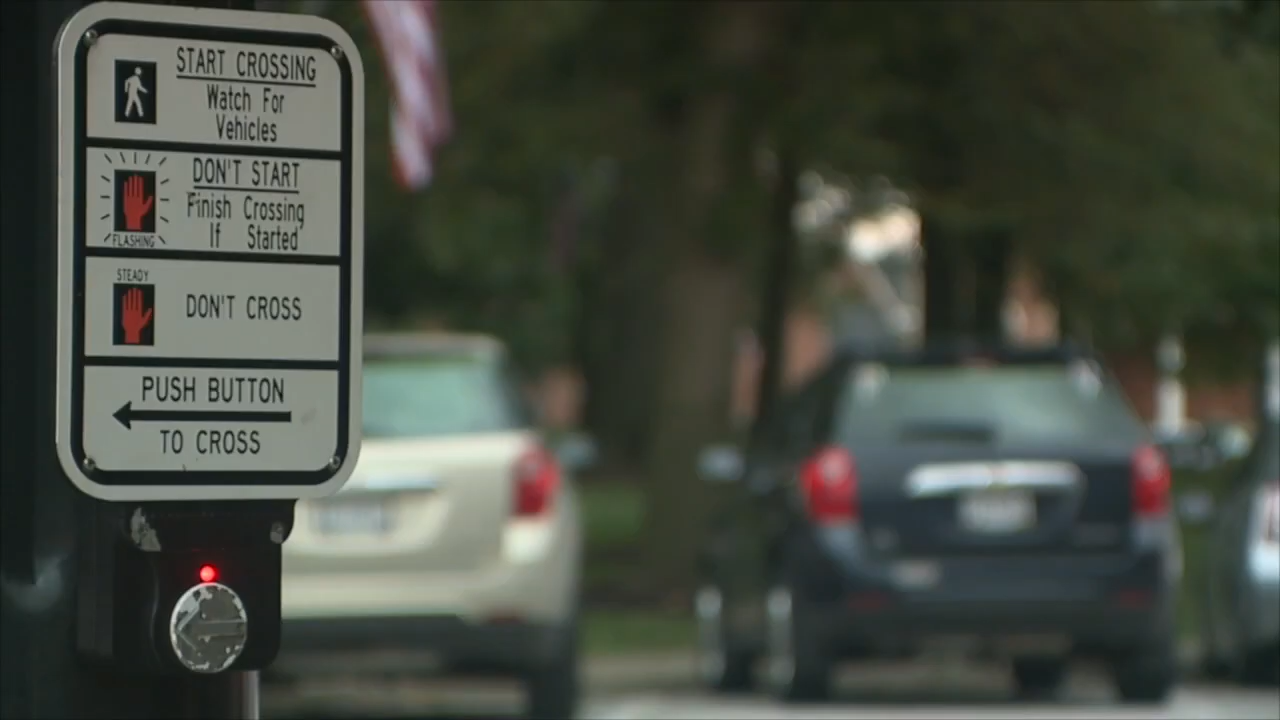 START CROSSING
Watch For
Vehicles
DON'T START
Finish Crossing
If Started
FLASHING
STEADY
DON'T CROSS
PUSH BUTTON
TO CROSS